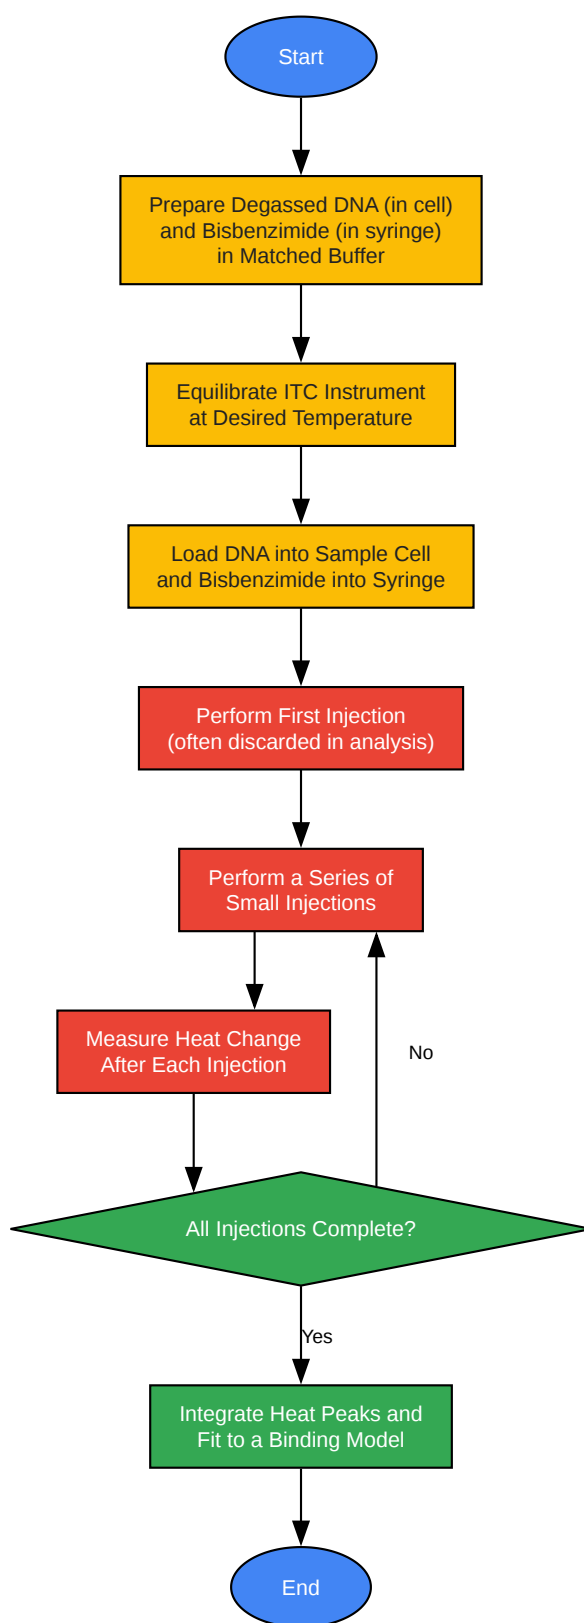 Start
Prepare Degassed DNA (in cell)
and Bisbenzimide (in syringe)
in Matched Buffer
Equilibrate ITC Instrument
at Desired Temperature
Load DNA into Sample Cell
and Bisbenzimide into Syringe
Perform First Injection
(often discarded in analysis)
Perform a Series of
Small Injections
Measure Heat Change
After Each Injection
No
All Injections Complete?
Yes
Integrate Heat Peaks and
Fit to a Binding Model
End